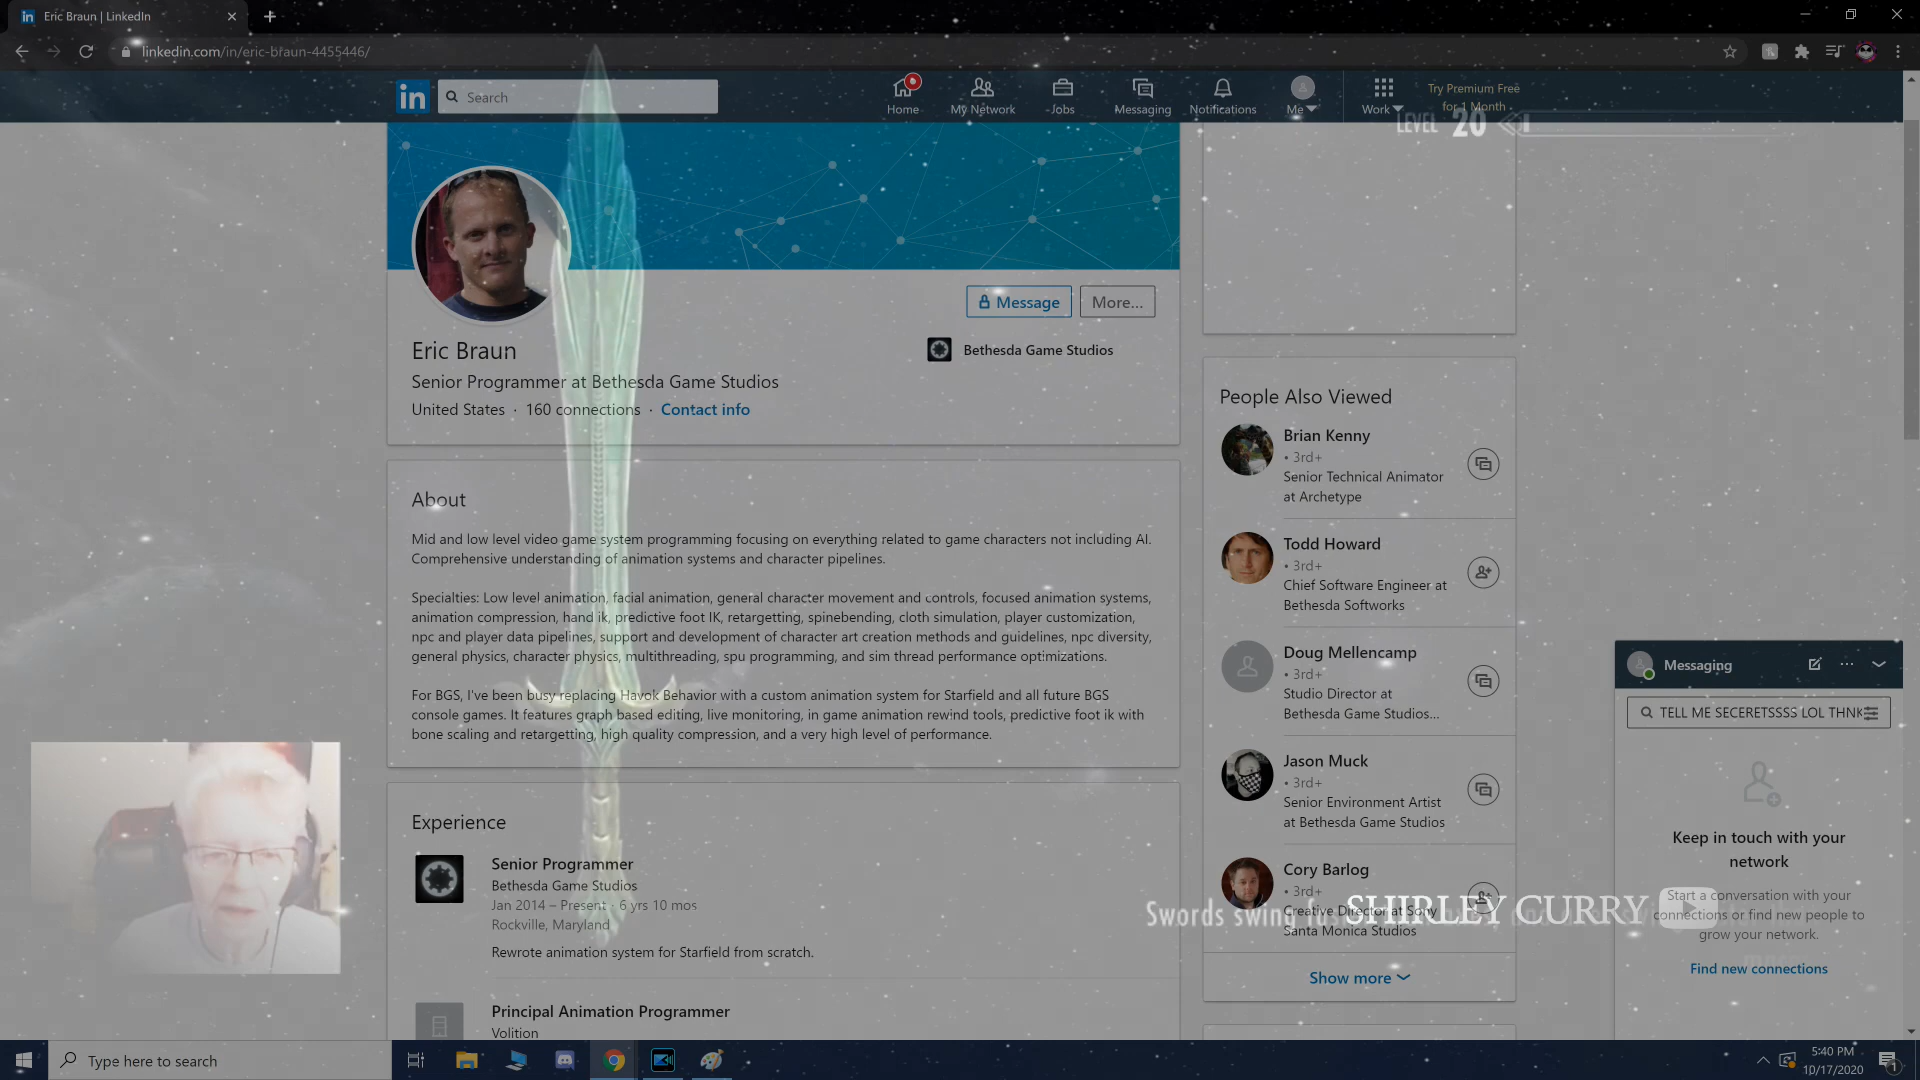 Eric Braun | LinkedIn
linkedin.com/in/eric-braun-4455446/
in
Search
Home
My Network
Jobs
Messaging
Notifications
Me
Work
Try Premium Free
for 1 Month
LEVEL 20
Message
More...
Eric Braun
Bethesda Game Studios
Senior Programmer at Bethesda Game Studios
United States · 160 connections · Contact info
About
Mid and low level video game system programming focusing on everything related to game characters not including AI.
Comprehensive understanding of animation systems and character pipelines.
Specialties: Low level animation, facial animation, general character movement and controls, focused animation systems,
animation compression, hand ik, predictive foot IK, retargetting, spinebending, cloth simulation, player customization,
npc and player data pipelines, support and development of character art creation methods and guidelines, npc diversity,
general physics, character physics, multithreading, spu programming, and sim thread performance optimizations.
For BGS, I've been busy replacing Havok Behavior with a custom animation system for Starfield and all future BGS
console games. It features graph based editing, live monitoring, in game animation rewind tools, predictive foot ik with
bone scaling and retargetting, high quality compression, and a very high level of performance.
Experience
Senior Programmer
Bethesda Game Studios
Jan 2014 – Present · 6 yrs 10 mos
Rockville, Maryland
Rewrote animation system for Starfield from scratch.
Principal Animation Programmer
Volition
People Also Viewed
Brian Kenny
• 3rd+
Senior Technical Animator
at Archetype
Todd Howard
• 3rd+
Chief Software Engineer at
Bethesda Softworks
Doug Mellencamp
• 3rd+
Studio Director at
Bethesda Game Studios...
Jason Muck
• 3rd+
Senior Environment Artist
at Bethesda Game Studios
Cory Barlog
• 3rd+
Creative Director at Sony
Santa Monica Studios
Show more
Swords swing
SHIRLEY CURRY
Messaging
TELL ME SECERETSSSS LOL THNK
Keep in touch with your
network
Start a conversation with your
connections or find new people to
grow your network.
Find new connections
Type here to search
5:40 PM
10/17/2020
1